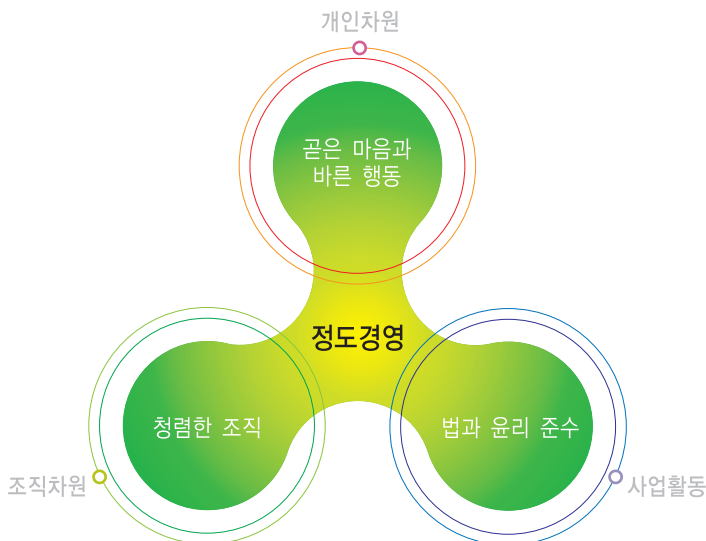 개인차원
곧은 마음과
바른 행동
정도경영
청렴한 조직
법과 윤리 준수
조직차원
사업활동